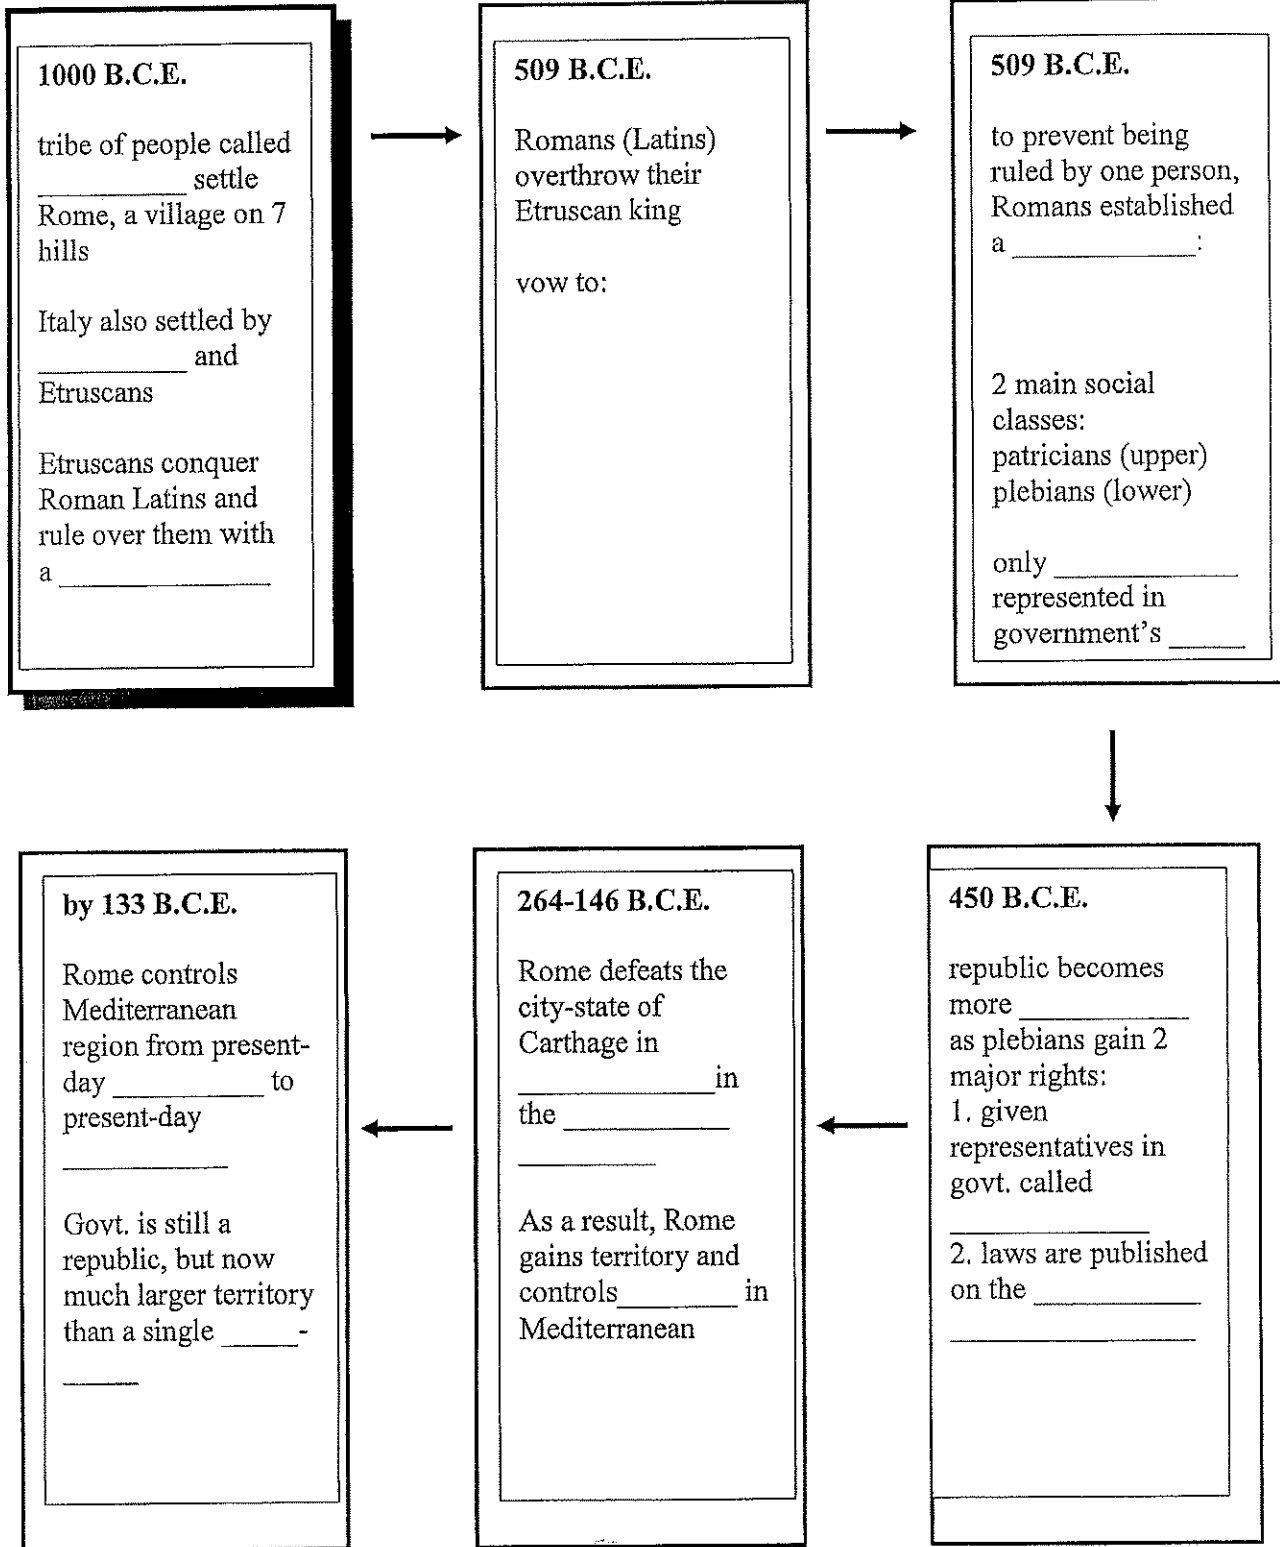 1000 B.C.E.
tribe of people called
__________ settle
Rome, a village on 7
hills
Italy also settled by
__________ and
Etruscans
Etruscans conquer
Roman Latins and
rule over them with
a ______________
509 B.C.E.
Romans (Latins)
overthrow their
Etruscan king
vow to:
509 B.C.E.
to prevent being
ruled by one person,
Romans established
a ____________:
2 main social
classes:
patricians (upper)
plebians (lower)
only ____________
represented in
government’s _____
450 B.C.E.
republic becomes
more ___________
as plebians gain 2
major rights:
1. given
representatives in
govt. called
_____________
2. laws are published
on the ___________
________________
264-146 B.C.E.
Rome defeats the
city-state of
Carthage in
_____________in
the ___________
_________
As a result, Rome
gains territory and
controls________ in
Mediterranean
by 133 B.C.E.
Rome controls
Mediterranean
region from present-
day __________ to
present-day
___________
Govt. is still a
republic, but now
much larger territory
than a single _____-
_____